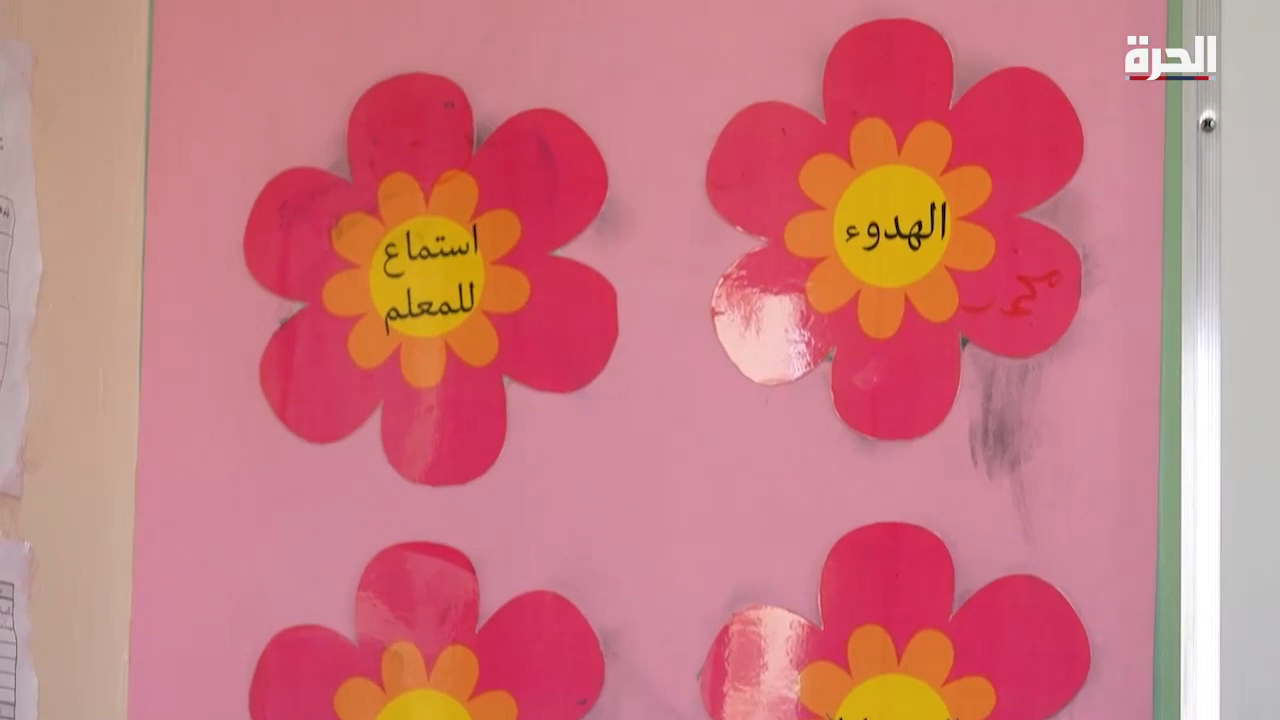 الحرة
الهدوء
استماع
للمعلم